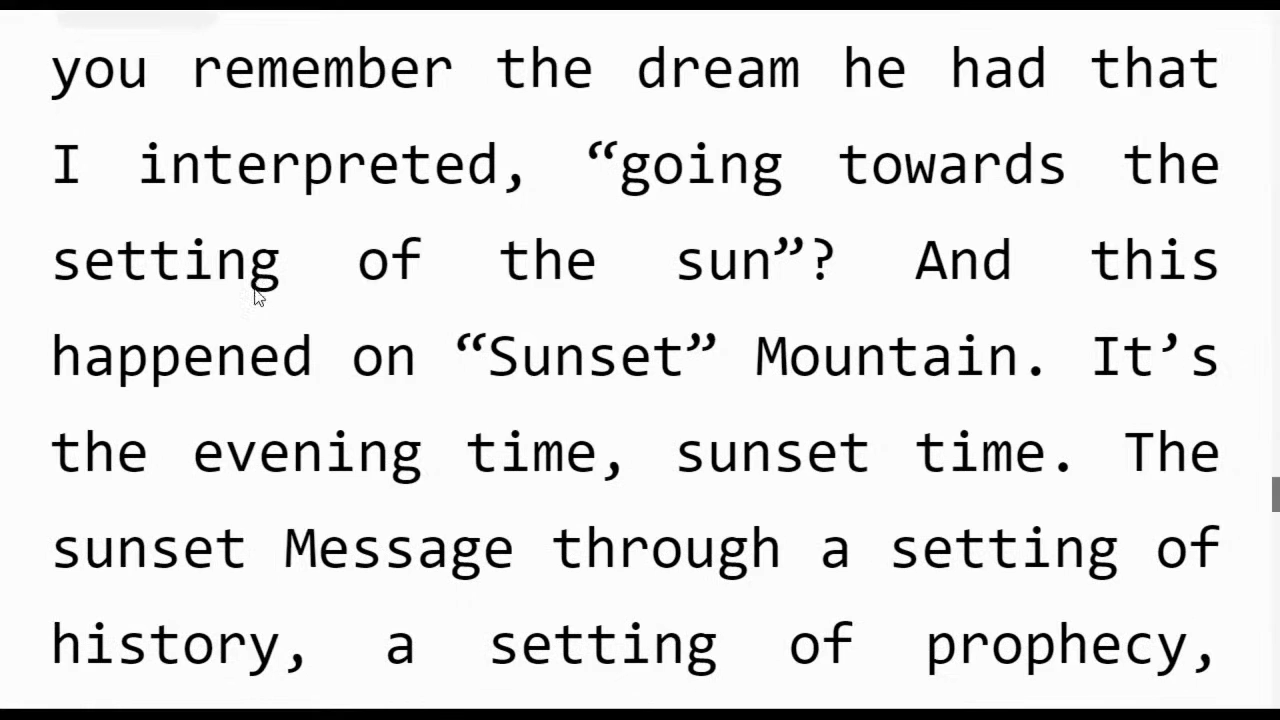 you remember the dream he had that
I interpreted, “going towards the
setting of the sun”? And this
happened on “Sunset” Mountain. It’s
the evening time, sunset time. The
sunset Message through a setting of
history, a setting of prophecy,